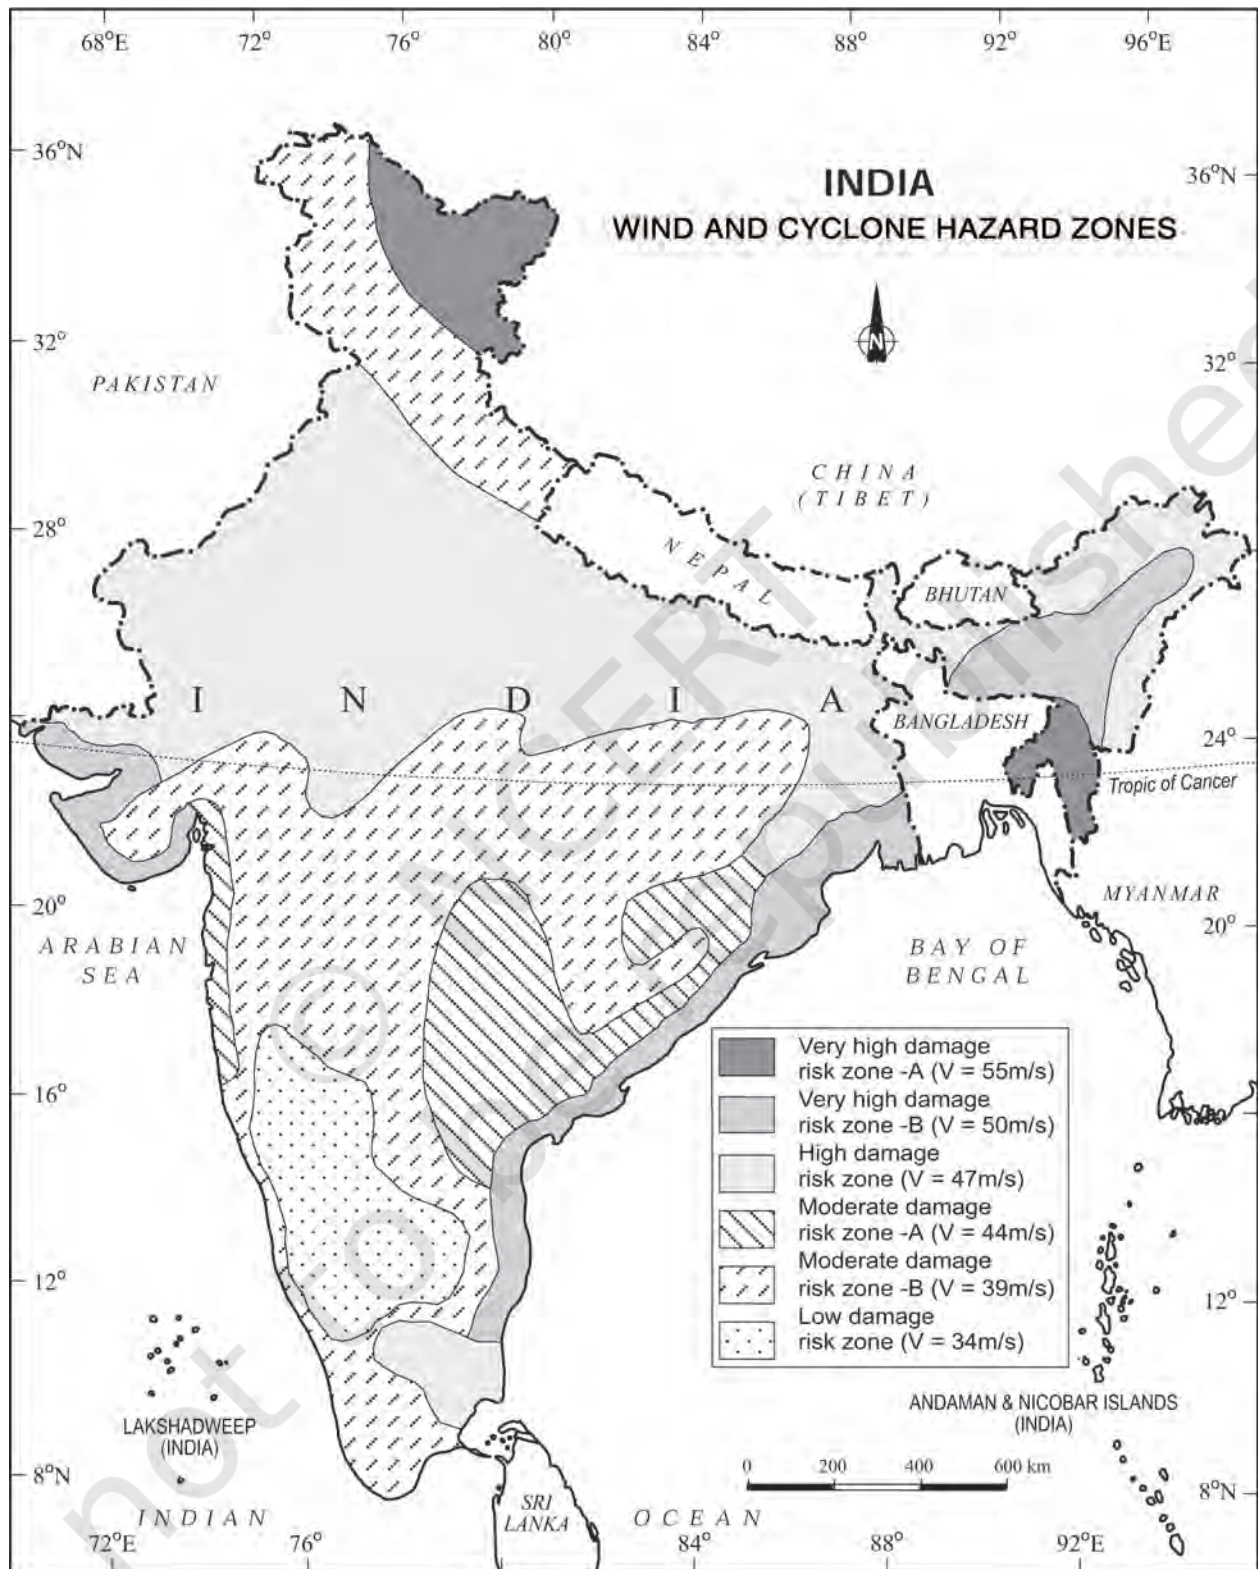 68°E 72° 76° 80° 84° 88° 92° 96°E
36°N
36°N
INDIA
WIND AND CYCLONE HAZARD ZONES
N
32°
32°
PAKISTAN
CHINA
(TIBET)
28°
28°
NEPAL
BHUTAN
I N D I A
BANGLADESH
24°
Tropic of Cancer
MYANMAR
20°
20°
ARABIAN
SEA
BAY OF
BENGAL
Very high damage
risk zone -A (V = 55m/s)
Very high damage
risk zone -B (V = 50m/s)
High damage
risk zone (V = 47m/s)
Moderate damage
risk zone -A (V = 44m/s)
Moderate damage
risk zone -B (V = 39m/s)
Low damage
risk zone (V = 34m/s)
16°
16°
12°
12°
LAKSHADWEEP
(INDIA)
ANDAMAN & NICOBAR ISLANDS
(INDIA)
0 200 400 600 km
8°N
8°N
SRI
LANKA
INDIAN OCEAN
72°E 76° 84° 88° 92°E
© NCERT
not to be republished